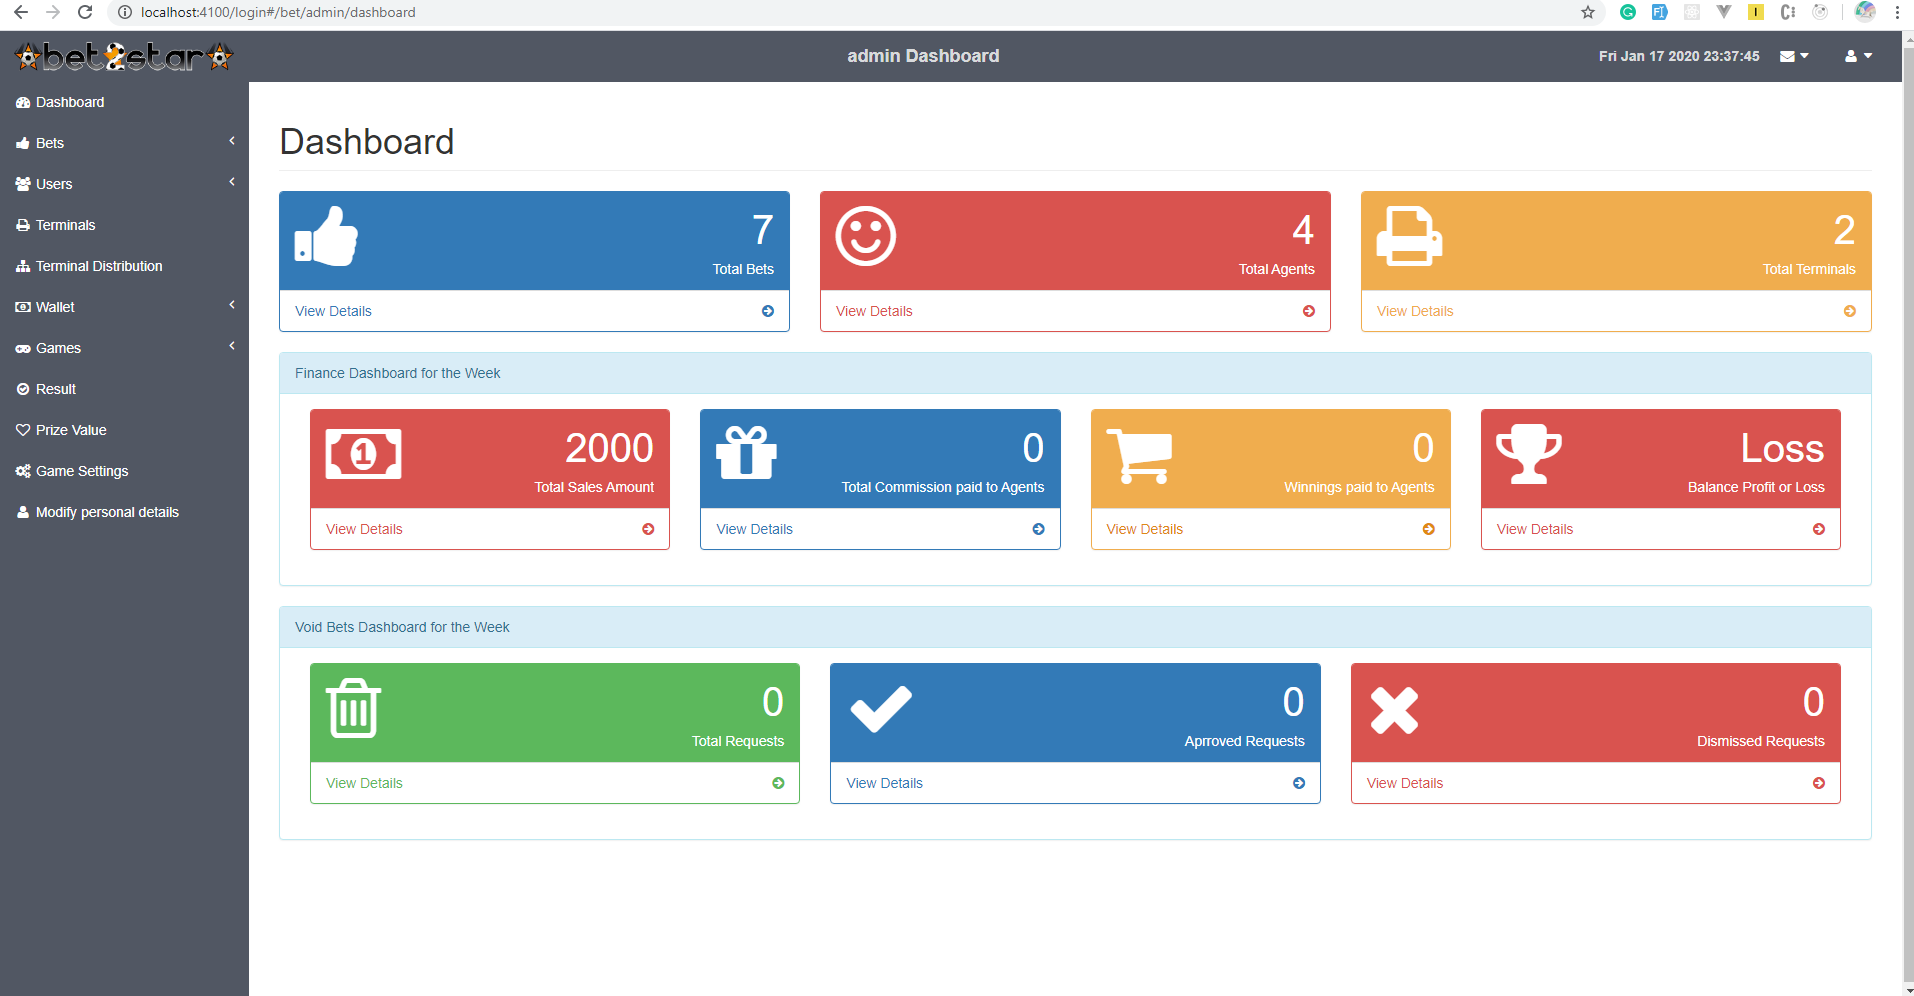 localhost:4100/login#/bet/admin/dashboard
bet2star
admin Dashboard
Fri Jan 17 2020 23:37:45
Dashboard
Bets
Users
Terminals
Terminal Distribution
Wallet
Games
Result
Prize Value
Game Settings
Modify personal details
Dashboard
7
Total Bets
View Details
4
Total Agents
View Details
2
Total Terminals
View Details
Finance Dashboard for the Week
1
2000
Total Sales Amount
View Details
0
Total Commission paid to Agents
View Details
0
Winnings paid to Agents
View Details
Loss
Balance Profit or Loss
View Details
Void Bets Dashboard for the Week
0
Total Requests
View Details
0
Aprroved Requests
View Details
0
Dismissed Requests
View Details